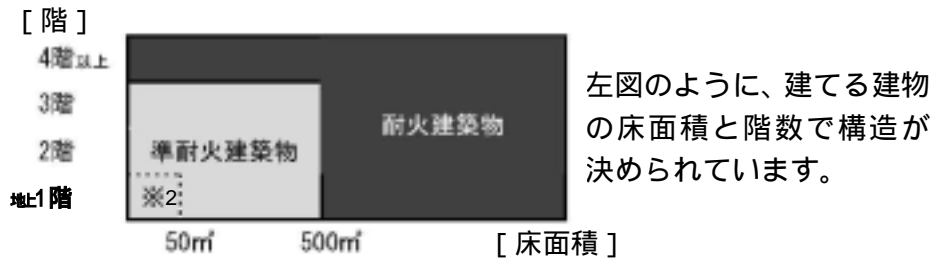 [ 階 ]
4階以上
3階
2階
地上1階
耐火建築物
準耐火建築物
※2
50㎡
500㎡
[ 床面積 ]
左図のように、建てる建物
の床面積と階数で構造が
決められています。